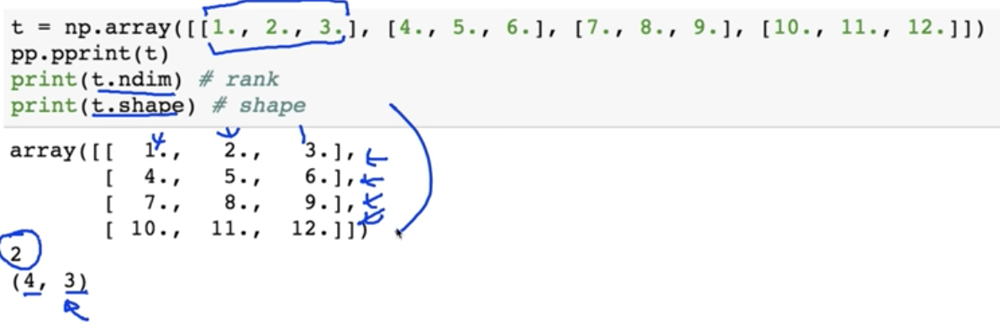 t = np.array([[1., 2., 3.], [4., 5., 6.], [7., 8., 9.], [10., 11., 12.]])
pp.pprint(t)
print(t.ndim) # rank
print(t.shape) # shape
array([[ 1., 2., 3.],
[ 4., 5., 6.],
[ 7., 8., 9.],
[ 10., 11., 12.]])
2
(4, 3)